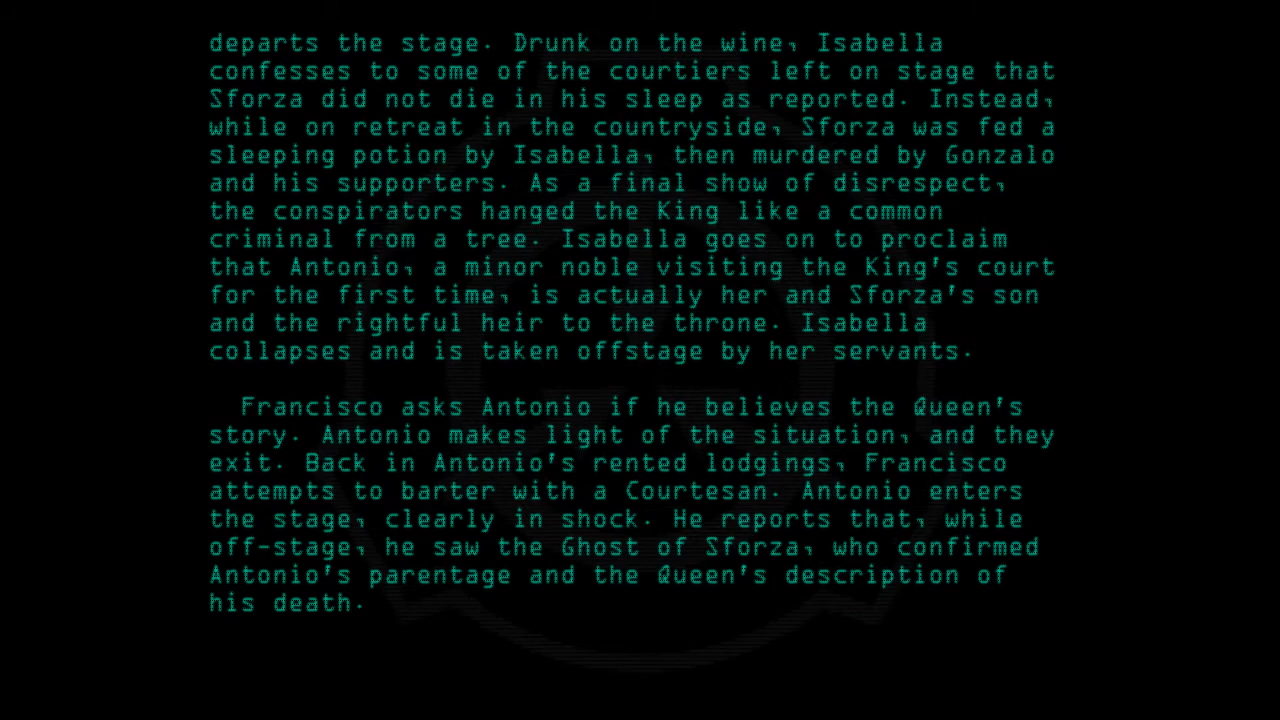 departs the stage. Drunk on the wine, Isabella
confesses to some of the courtiers left on stage that
Sforza did not die in his sleep as reported. Instead,
while on retreat in the countryside, Sforza was fed a
sleeping potion by Isabella, then murdered by Gonzalo
and his supporters. As a final show of disrespect,
the conspirators hanged the King like a common
criminal from a tree. Isabella goes on to proclaim
that Antonio, a minor noble visiting the King's court
for the first time, is actually her and Sforza's son
and the rightful heir to the throne. Isabella
collapses and is taken offstage by her servants.
Francisco asks Antonio if he believes the Queen's
story. Antonio makes light of the situation, and they
exit. Back in Antonio's rented lodgings, Francisco
attempts to barter with a Courtesan. Antonio enters
the stage, clearly in shock. He reports that, while
off-stage, he saw the Ghost of Sforza, who confirmed
Antonio's parentage and the Queen's description of
his death.